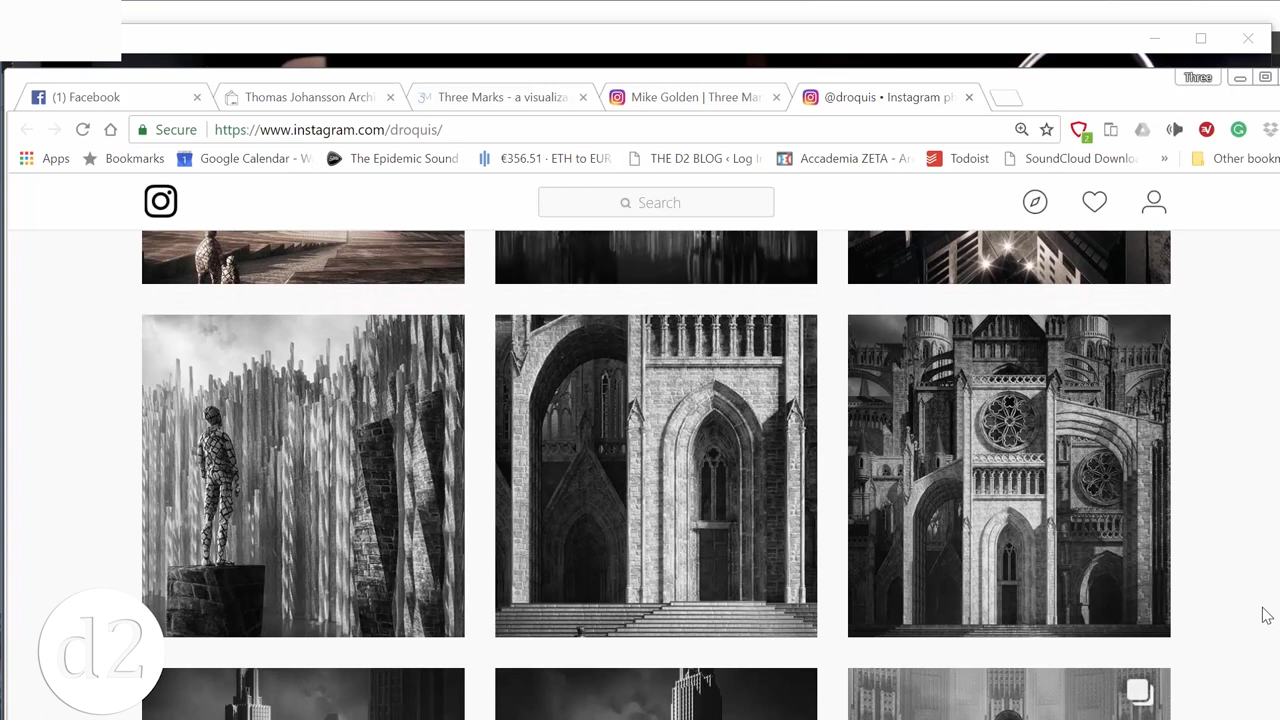 Three
(1) Facebook
Thomas Johansson Archi
3M Three Marks - a visualiza
Mike Golden | Three Mar
@droquis • Instagram ph
Secure https://www.instagram.com/droquis/
Apps Bookmarks 1 Google Calendar - W The Epidemic Sound €356.51 · ETH to EUR THE D2 BLOG Log In Accademia ZETA - Ar Todoist SoundCloud Downlo » Other bookm
Search
d2